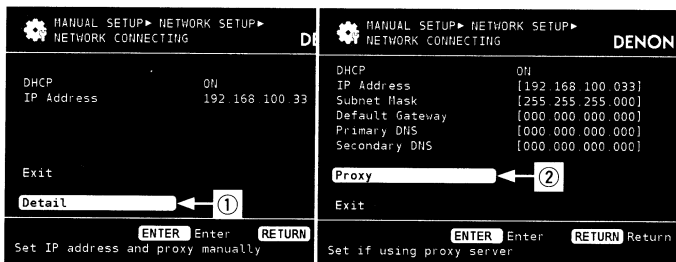 MANUAL SETUP▶ NETWORK SETUP▶
NETWORK CONNECTING
DHCP ON
IP Address 192.168.100.33
Exit
Detail
①
ENTER Enter RETURN
Set IP address and proxy manually
MANUAL SETUP▶ NETWORK SETUP▶
NETWORK CONNECTING
DENON
DHCP ON
IP Address [192.168.100.033]
Subnet Mask [255.255.255.000]
Default Gateway [000.000.000.000]
Primary DNS [000.000.000.000]
Secondary DNS [000.000.000.000]
Proxy
②
Exit
ENTER Enter RETURN Return
Set if using proxy server